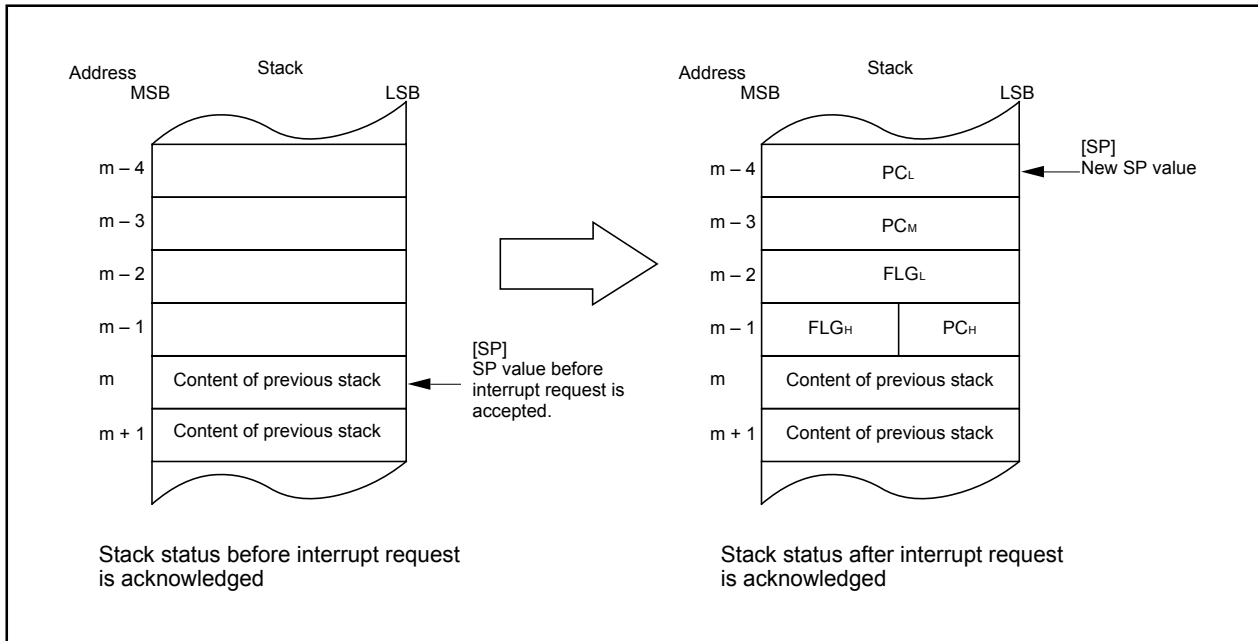 Address
Stack
MSB
LSB
m – 4
m – 3
m – 2
m – 1
m
Content of previous stack
m + 1
Content of previous stack
[SP]
SP value before
interrupt request is
accepted.
Stack status before interrupt request
is acknowledged
Address
Stack
MSB
LSB
m – 4
PCL
[SP]
New SP value
m – 3
PCM
m – 2
FLGL
m – 1
FLGH
PCH
m
Content of previous stack
m + 1
Content of previous stack
Stack status after interrupt request
is acknowledged